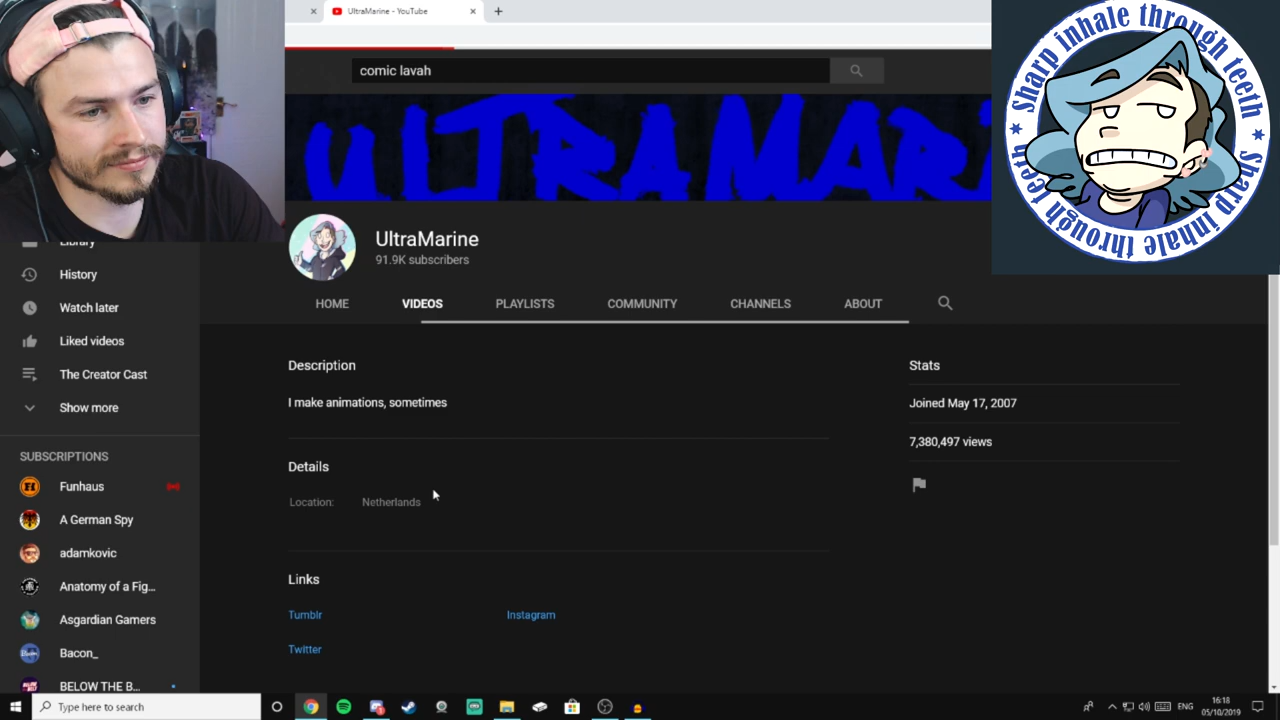 UltraMarine - YouTube
comic lavah
Sharp inhale through teeth
Sharp inhale through teeth
UltraMarine
91.9K subscribers
HOME VIDEOS PLAYLISTS COMMUNITY CHANNELS ABOUT
Library
History
Watch later
Liked videos
The Creator Cast
Show more
SUBSCRIPTIONS
Funhaus
A German Spy
adamkovic
Anatomy of a Fig...
Asgardian Gamers
Bacon_
BELOW THE B...
Description
I make animations, sometimes
Details
Location: Netherlands
Links
Tumblr Instagram
Twitter
Stats
Joined May 17, 2007
7,380,497 views
Type here to search
ENG
16:18
05/10/2019